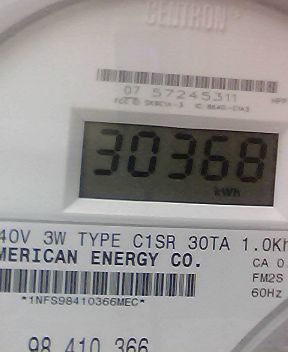 CENTRON®
07 57245311
30368
kWh
40V 3W TYPE C1SR 30TA 1.0Kh
MERICAN ENERGY CO.
CA 0.
FM2S
60Hz
*1NFS98410366MEC*
98 410 366